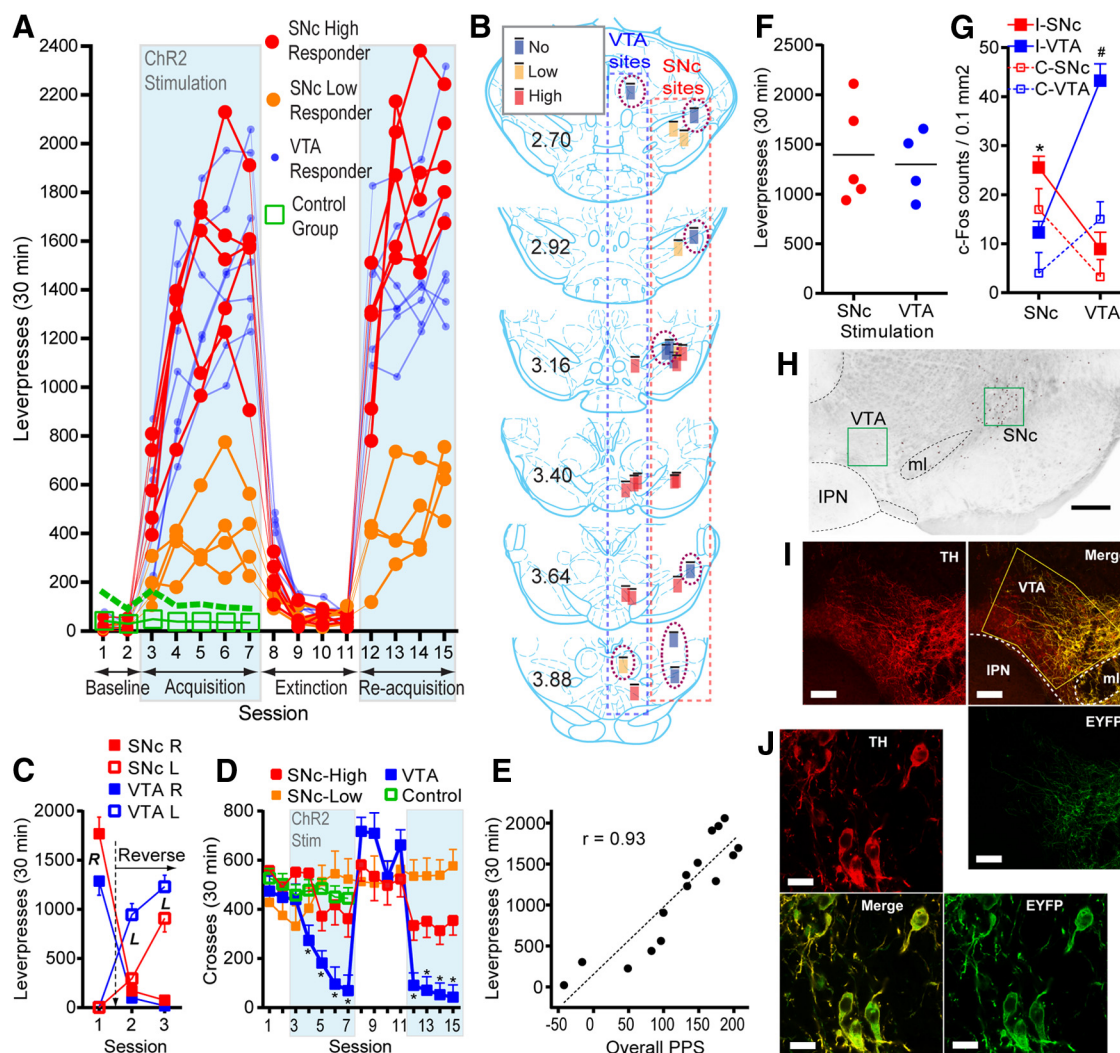 A
2400
2200
2000
1800
1600
1400
1200
1000
800
600
400
200
0
Leverpresses (30 min)
ChR2
Stimulation
SNc High
Responder
SNc Low
Responder
VTA
Responder
Control
Group
1 2 3 4 5 6 7 8 9 10 11 12 13 14 15
Baseline Acquisition Extinction Re-acquisition
Session
B
No
Low
High
VTA
sites
SNc
sites
2.70
2.92
3.16
3.40
3.64
3.88
F
2500
2000
1500
1000
500
0
Leverpresses (30 min)
SNc VTA
Stimulation
G
I-SNc
I-VTA
C-SNc
C-VTA
50
40
30
20
10
0
c-Fos counts / 0.1 mm2
*
#
SNc VTA
H
VTA
SNc
ml
IPN
I
TH
Merge
VTA
IPN
ml
EYFP
J
TH
Merge
EYFP
C
SNc R
SNc L
VTA R
VTA L
2000
1500
1000
500
0
Leverpresses (30 min)
R
Reverse
L
L
1 2 3
Session
D
SNc-High
SNc-Low
VTA
Control
800
600
400
200
0
Crosses (30 min)
ChR2
Stim
* * * * * * * *
1 3 5 7 9 11 13 15
Session
E
2000
1500
1000
500
0
Leverpresses (30 min)
r = 0.93
-50 0 50 100 150 200
Overall PPS